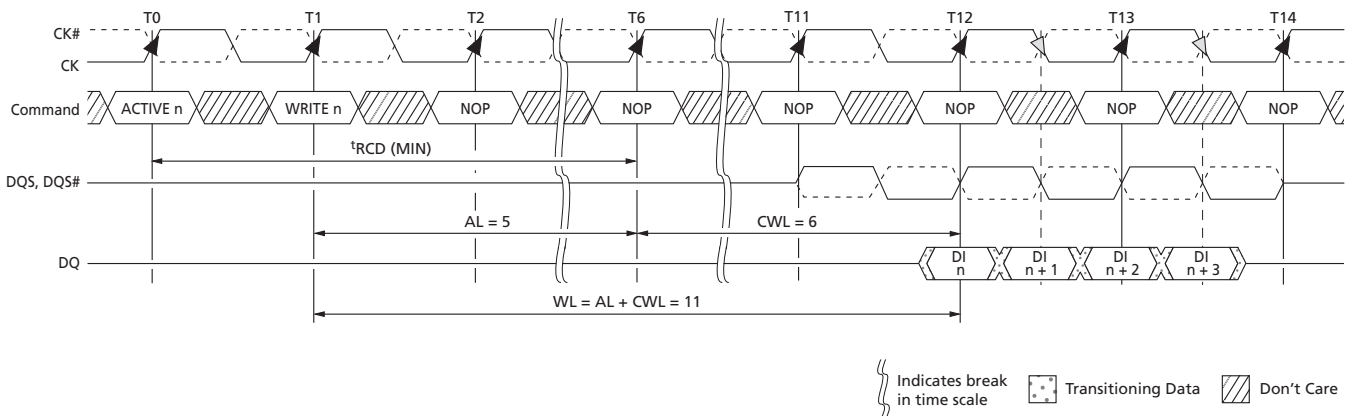 T0 T1 T2 T6 T11 T12 T13 T14
CK#
CK
Command ACTIVE n WRITE n NOP NOP NOP NOP NOP NOP
tRCD (MIN)
DQS, DQS#
AL = 5 CWL = 6
DQ DI n DI n + 1 DI n + 2 DI n + 3
WL = AL + CWL = 11
Indicates break
in time scale
Transitioning Data
Don't Care